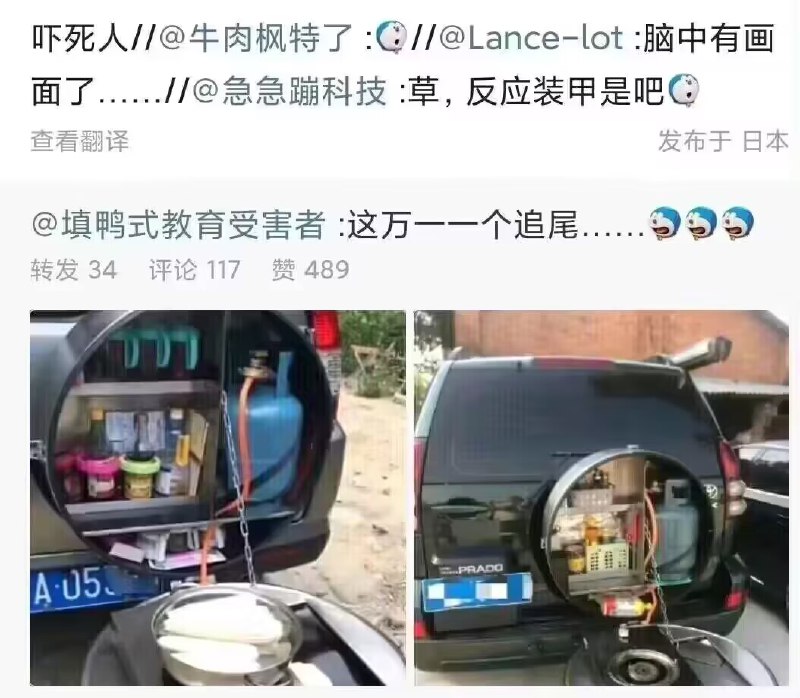 吓死人//@牛肉枫特了 ://@Lance-lot :脑中有画
面了……//@急急蹦科技 :草, 反应装甲是吧
查看翻译 发布于 日本
@填鸭式教育受害者 :这万一一个追尾……
转发 34 评论 117 赞 489
A·05
PRADO